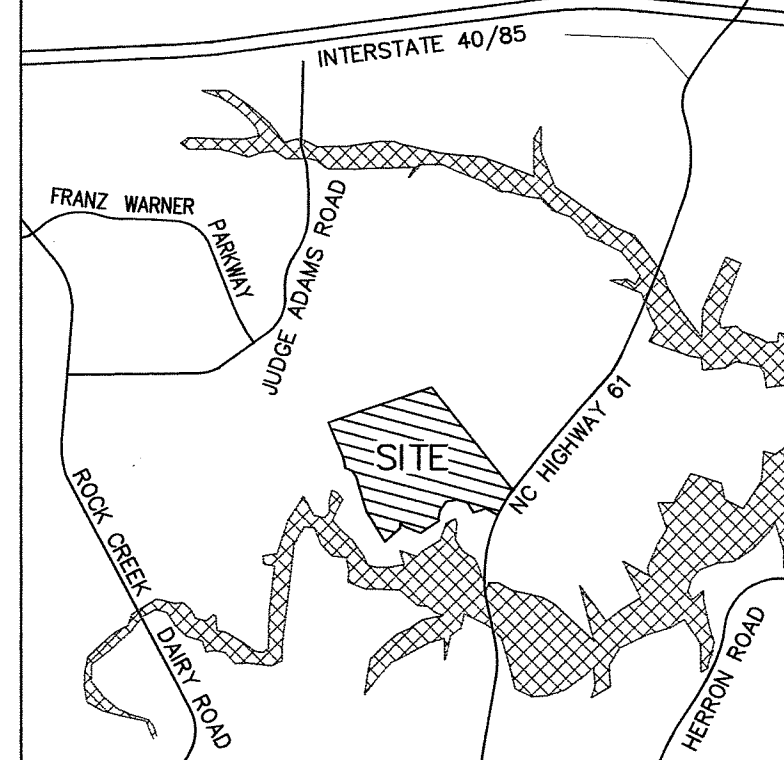 INTERSTATE 40/85
FRANZ WARNER
PARKWAY
JUDGE ADAMS ROAD
NC HIGHWAY 61
SITE
ROCK CREEK
DAIRY ROAD
HERRON ROAD